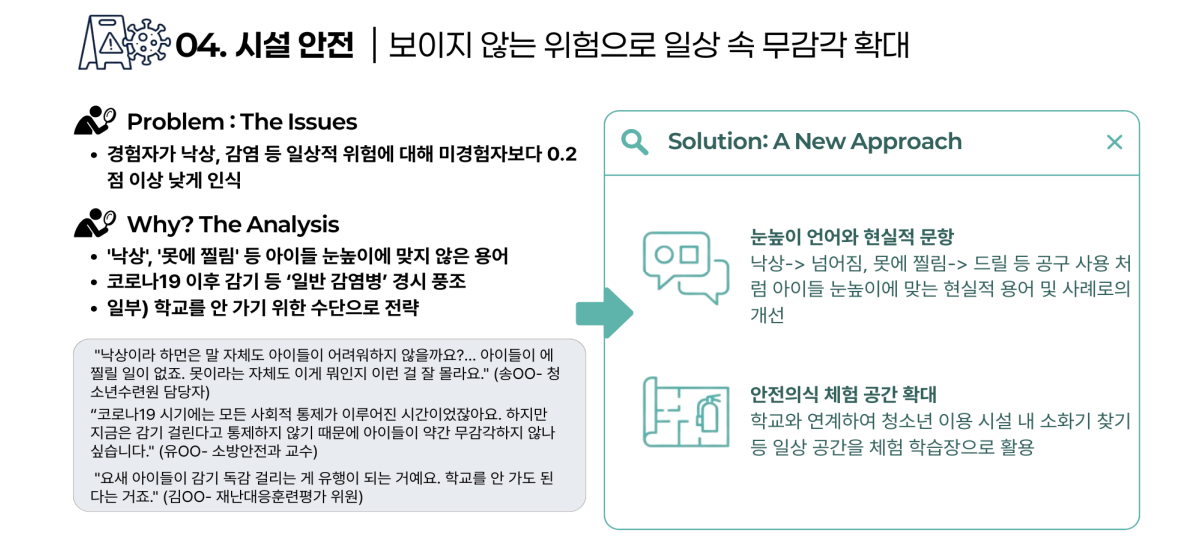 04. 시설 안전 | 보이지 않는 위험으로 일상 속 무감각 확대
Problem : The Issues
• 경험자가 낙상, 감염 등 일상적 위험에 대해 미경험자보다 0.2
점 이상 낮게 인식
Why? The Analysis
• '낙상', '못에 찔림' 등 아이들 눈높이에 맞지 않은 용어
• 코로나19 이후 감기 등 ‘일반 감염병’ 경시 풍조
• 일부) 학교를 안 가기 위한 수단으로 전락
"낙상이라 하먼은 말 자체도 아이들이 어려워하지 않을까요?... 아이들이 에
찔릴 일이 없죠. 못이라는 자체도 이게 뭐인지 이런 걸 잘 몰라요." (송OO- 청
소년수련원 담당자)
“코로나19 시기에는 모든 사회적 통제가 이루어진 시간이었잖아요. 하지만
지금은 감기 걸린다고 통제하지 않기 때문에 아이들이 약간 무감각하지 않나
싶습니다." (유OO- 소방안전과 교수)
"요새 아이들이 감기 독감 걸리는 게 유행이 되는 거예요. 학교를 안 가도 된
다는 거죠." (김OO- 재난대응훈련평가 위원)
Solution: A New Approach
눈높이 언어와 현실적 문항
낙상-> 넘어짐, 못에 찔림-> 드릴 등 공구 사용 처
럼 아이들 눈높이에 맞는 현실적 용어 및 사례로의
개선
안전의식 체험 공간 확대
학교와 연계하여 청소년 이용 시설 내 소화기 찾기
등 일상 공간을 체험 학습장으로 활용